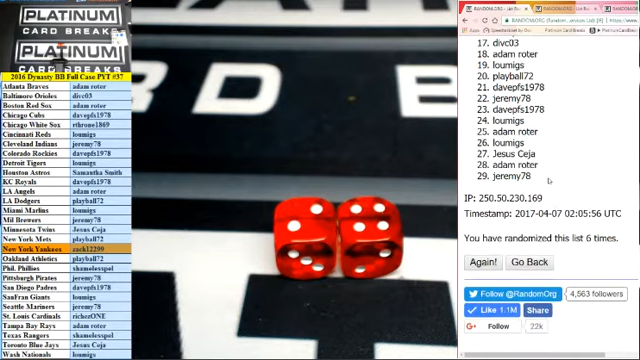 PLATINUM
CARD BREAKS
PLATINUM
CARD BREAKS
2016 Dynasty BB Full Case PYT #37
Atlanta Braves adam roter
Baltimore Orioles divc03
Boston Red Sox adam roter
Chicago Cubs davepfs1978
Chicago White Sox rthrone1869
Cincinnati Reds loumigs
Cleveland Indians jeremy78
Colorado Rockies davepfs1978
Detroit Tigers loumigs
Houston Astros Samantha Smith
KC Royals davepfs1978
LA Angels adam roter
LA Dodgers playball72
Miami Marlins loumigs
Mil Brewers jeremy78
Minnesota Twins Jesus Ceja
New York Mets playball72
New York Yankees zach12299
Oakland Athletics playball72
Phil. Phillies shamelesspel
Pittsburgh Pirates jeremy78
San Diego Padres davepfs1978
SanFran Giants loumigs
Seattle Mariners jeremy78
St. Louis Cardinals richezONE
Tampa Bay Rays adam roter
Texas Rangers shamelesspel
Toronto Blue Jays Jesus Ceja
Wash Nationals loumigs
RD B
17. divc03
18. adam roter
19. loumigs
20. playball72
21. davepfs1978
22. jeremy78
23. davepfs1978
24. loumigs
25. adam roter
26. loumigs
27. Jesus Ceja
28. adam roter
29. jeremy78
IP: 250.50.230.169
Timestamp: 2017-04-07 02:05:56 UTC
You have randomized this list 6 times.
Again! Go Back
Follow @RandomOrg 4,563 followers
Like 1.1M Share
Follow 22k